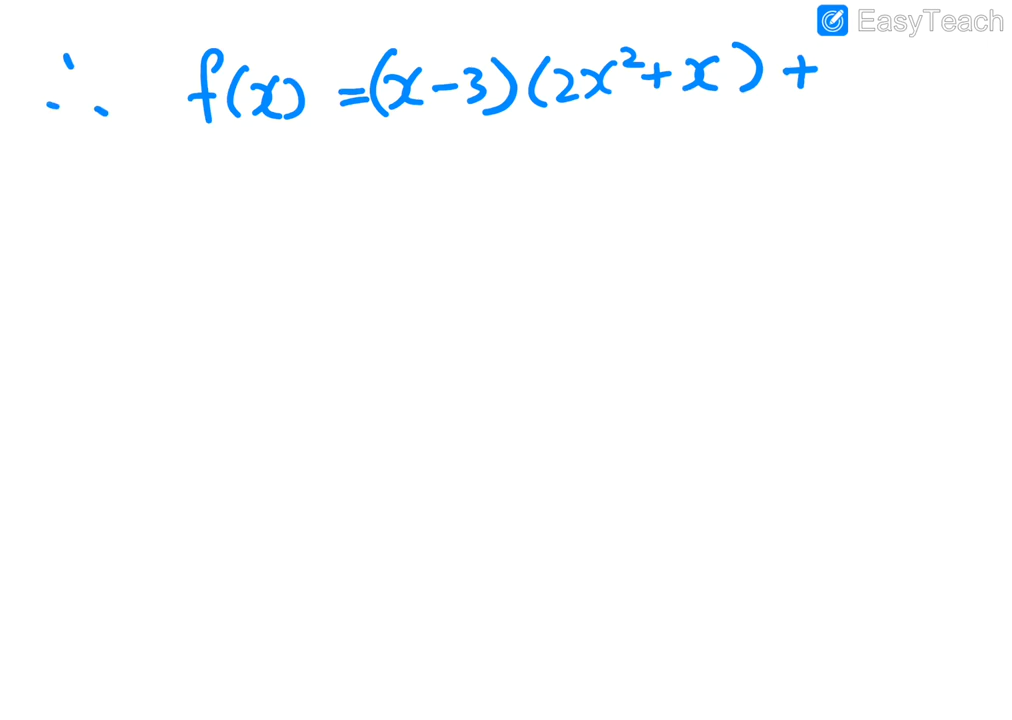 EasyTeach
∴ f(x) = (x-3)(2x²+x) +